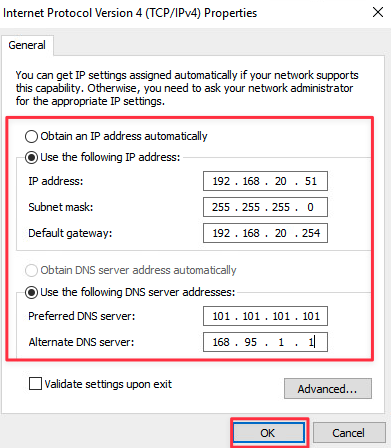 Internet Protocol Version 4 (TCP/IPv4) Properties
General
You can get IP settings assigned automatically if your network supports
this capability. Otherwise, you need to ask your network administrator
for the appropriate IP settings.
Obtain an IP address automatically
Use the following IP address:
IP address: 192 . 168 . 20 . 51
Subnet mask: 255 . 255 . 255 . 0
Default gateway: 192 . 168 . 20 . 254
Obtain DNS server address automatically
Use the following DNS server addresses:
Preferred DNS server: 101 . 101 . 101 . 101
Alternate DNS server: 168 . 95 . 1 . 1
Validate settings upon exit
Advanced...
OK Cancel